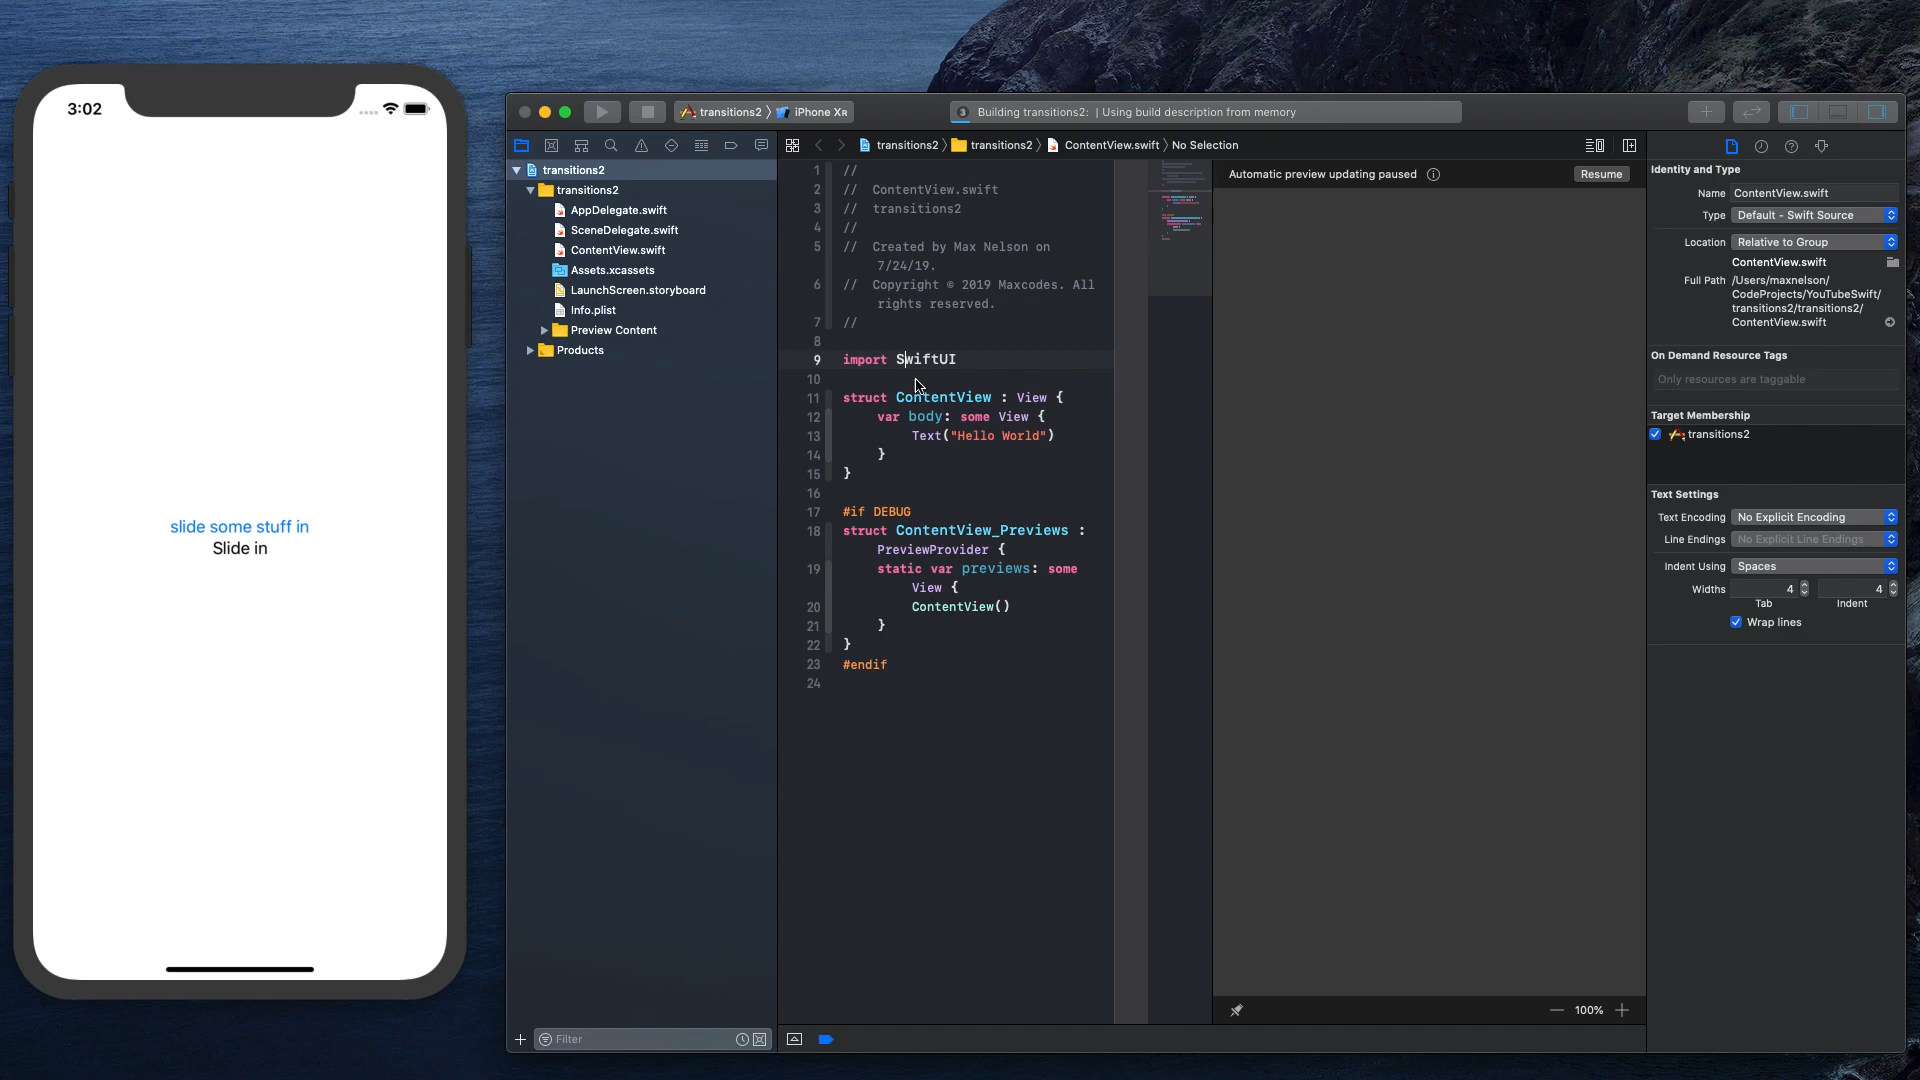 3:02
slide some stuff in
Slide in
transitions2 iPhone XR
Building transitions2: | Using build description from memory
transitions2
transitions2
AppDelegate.swift
SceneDelegate.swift
ContentView.swift
Assets.xcassets
LaunchScreen.storyboard
Info.plist
Preview Content
Products
Filter
transitions2 transitions2 ContentView.swift No Selection
1 //
2 // ContentView.swift
3 // transitions2
4 //
5 // Created by Max Nelson on
7/24/19.
6 // Copyright © 2019 Maxcodes. All
rights reserved.
7 //
8
9 import SwiftUI
10
11 struct ContentView : View {
12 var body: some View {
13 Text("Hello World")
14 }
15 }
16
17 #if DEBUG
18 struct ContentView_Previews :
PreviewProvider {
19 static var previews: some
View {
20 ContentView()
21 }
22 }
23 #endif
24
Automatic preview updating paused
Resume
100%
Identity and Type
Name ContentView.swift
Type Default - Swift Source
Location Relative to Group
ContentView.swift
Full Path /Users/maxnelson/
CodeProjects/YouTubeSwift/
transitions2/transitions2/
ContentView.swift
On Demand Resource Tags
Only resources are taggable
Target Membership
transitions2
Text Settings
Text Encoding No Explicit Encoding
Line Endings No Explicit Line Endings
Indent Using Spaces
Widths 4 4
Tab Indent
Wrap lines